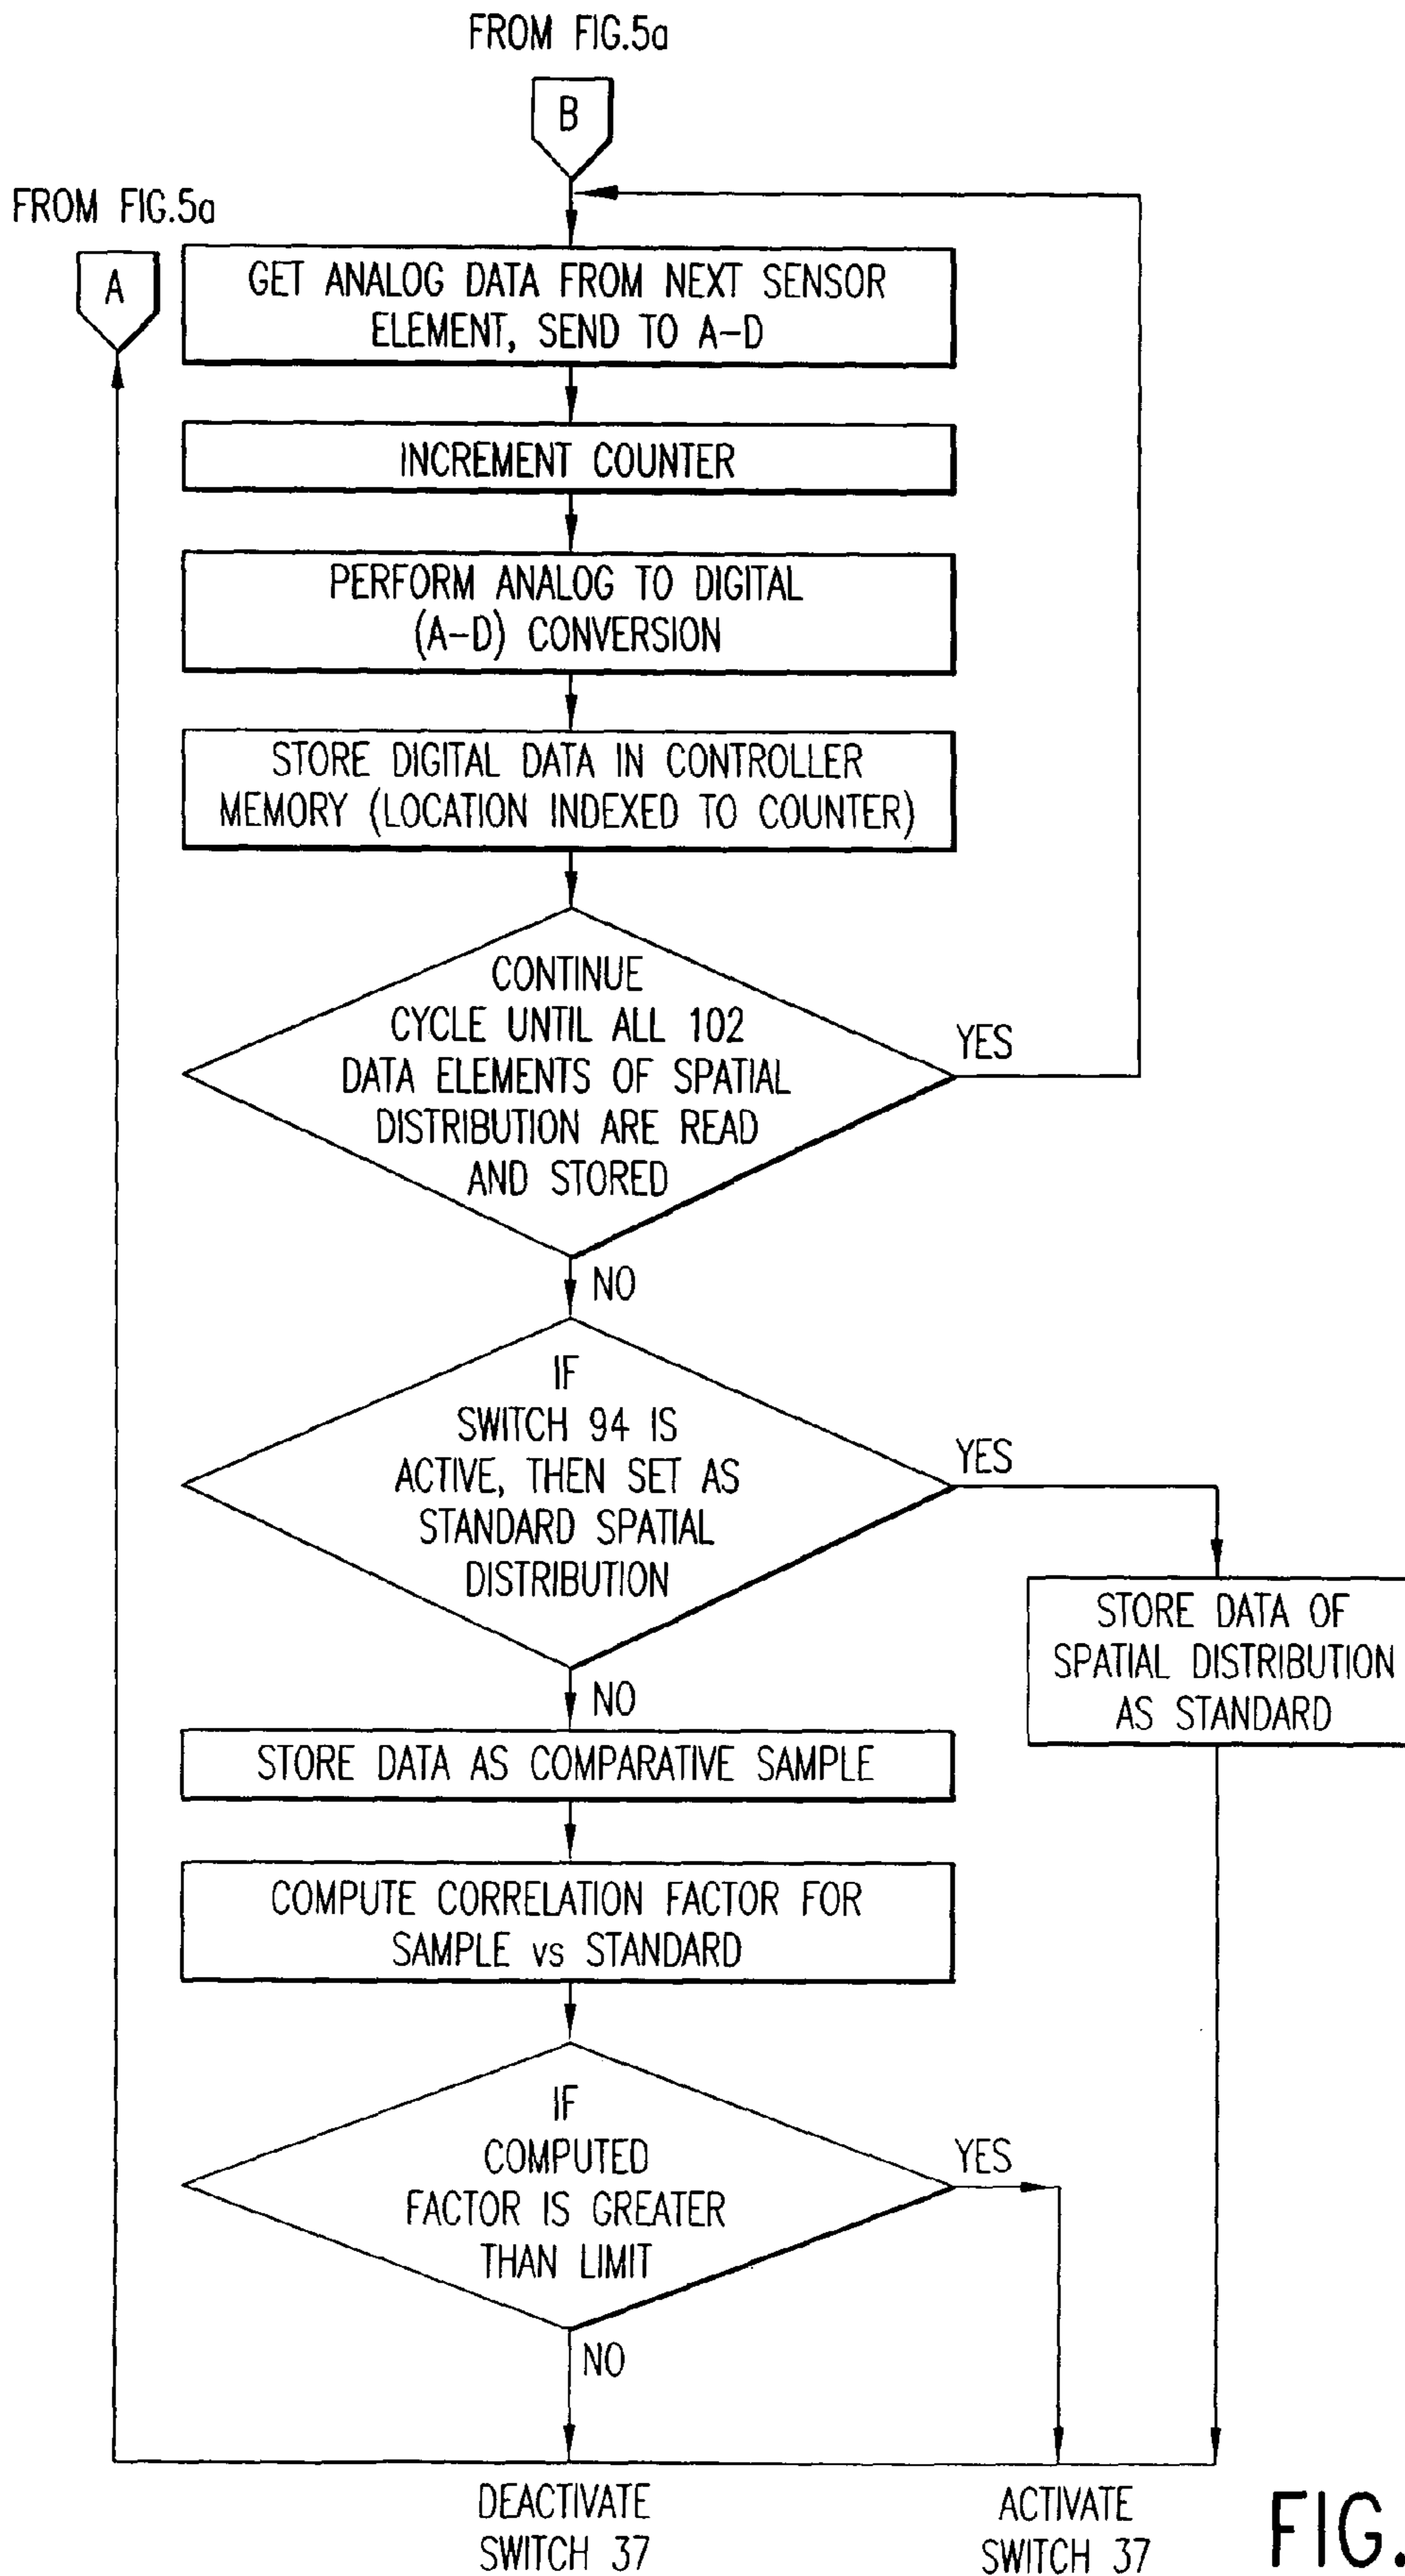 FROM FIG.5a
B
FROM FIG.5a
A
GET ANALOG DATA FROM NEXT SENSOR
ELEMENT, SEND TO A-D
INCREMENT COUNTER
PERFORM ANALOG TO DIGITAL
(A-D) CONVERSION
STORE DIGITAL DATA IN CONTROLLER
MEMORY (LOCATION INDEXED TO COUNTER)
CONTINUE
CYCLE UNTIL ALL 102
DATA ELEMENTS OF SPATIAL
DISTRIBUTION ARE READ
AND STORED
YES
NO
IF
SWITCH 94 IS
ACTIVE, THEN SET AS
STANDARD SPATIAL
DISTRIBUTION
YES
STORE DATA OF
SPATIAL DISTRIBUTION
AS STANDARD
NO
STORE DATA AS COMPARATIVE SAMPLE
COMPUTE CORRELATION FACTOR FOR
SAMPLE vs STANDARD
IF
COMPUTED
FACTOR IS GREATER
THAN LIMIT
YES
NO
DEACTIVATE
SWITCH 37
ACTIVATE
SWITCH 37
FIG.